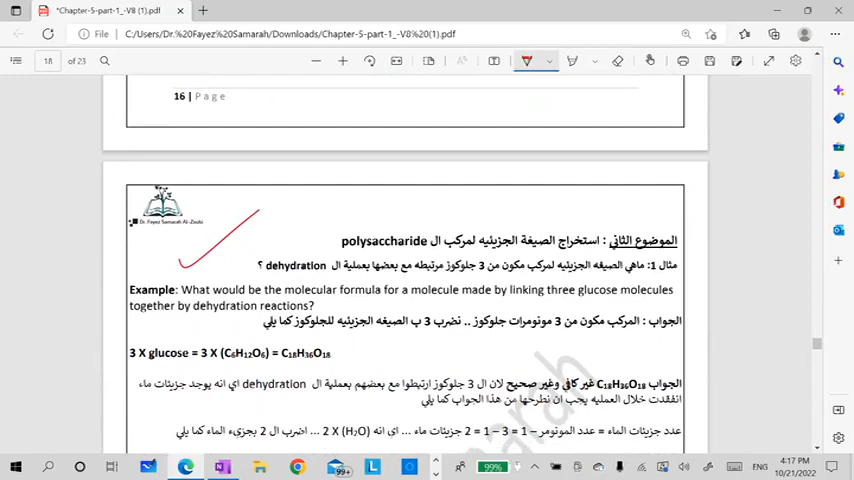 *Chapter-5-part-1_-V8 (1).pdf
File
C:/Users/Dr.%20Fayez%20Samarah/Downloads/Chapter-5-part-1_-V8%20(1).pdf
18 of 23
16 | Page
Dr. Fayez Samarah Al-Zoubi
الموضوع الثاني : استخراج الصيغة الجزيئيه لمركب ال polysaccharide
مثال 1: ماهي الصيغه الجزيئيه لمركب مكون من 3 جلوكوز مرتبطه مع بعضها بعملية ال dehydration ؟
Example: What would be the molecular formula for a molecule made by linking three glucose molecules
together by dehydration reactions?
الجواب : المركب مكون من 3 مونومرات جلوكوز .. نضرب 3 ب الصيغه الجزيئيه للجلوكوز كما يلي
3 X glucose = 3 X (C₆H₁₂O₆) = C₁₈H₃₆O₁₈
الجواب C₁₈H₃₆O₁₈ غير كافي وغير صحيح لان ال 3 جلوكوز ارتبطوا مع بعضهم بعملية ال dehydration اي انه يوجد جزيئات ماء
انفقدت خلال العمليه يجب ان نطرحها من هذا الجواب كما يلي
عدد جزيئات الماء = عدد المونومر – 1 = 3 – 1 = 2 جزيئات ماء ... اي انه 2 X (H₂O) ... اضرب ال 2 بجزيء الماء كما يلي
marah
99+
99%
ENG
4:17 PM
10/21/2022